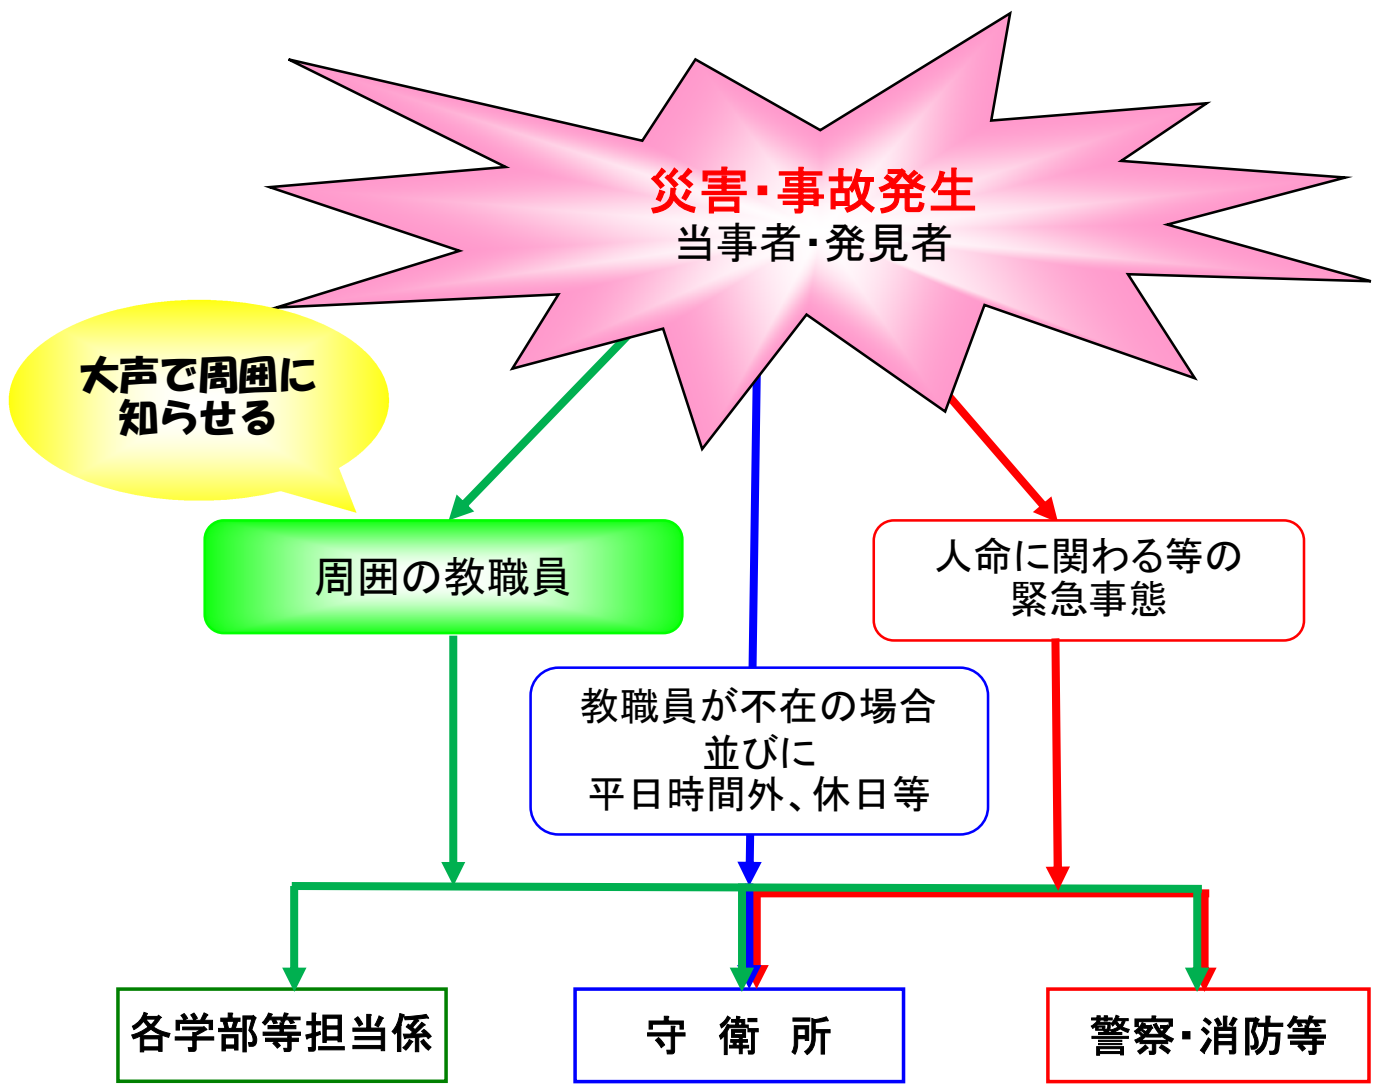 災害・事故発生
当事者・発見者
大声で周囲に
知らせる
周囲の教職員
人命に関わる等の
緊急事態
教職員が不在の場合
並びに
平日時間外、休日等
各学部等担当係
守 衛 所
警察・消防等